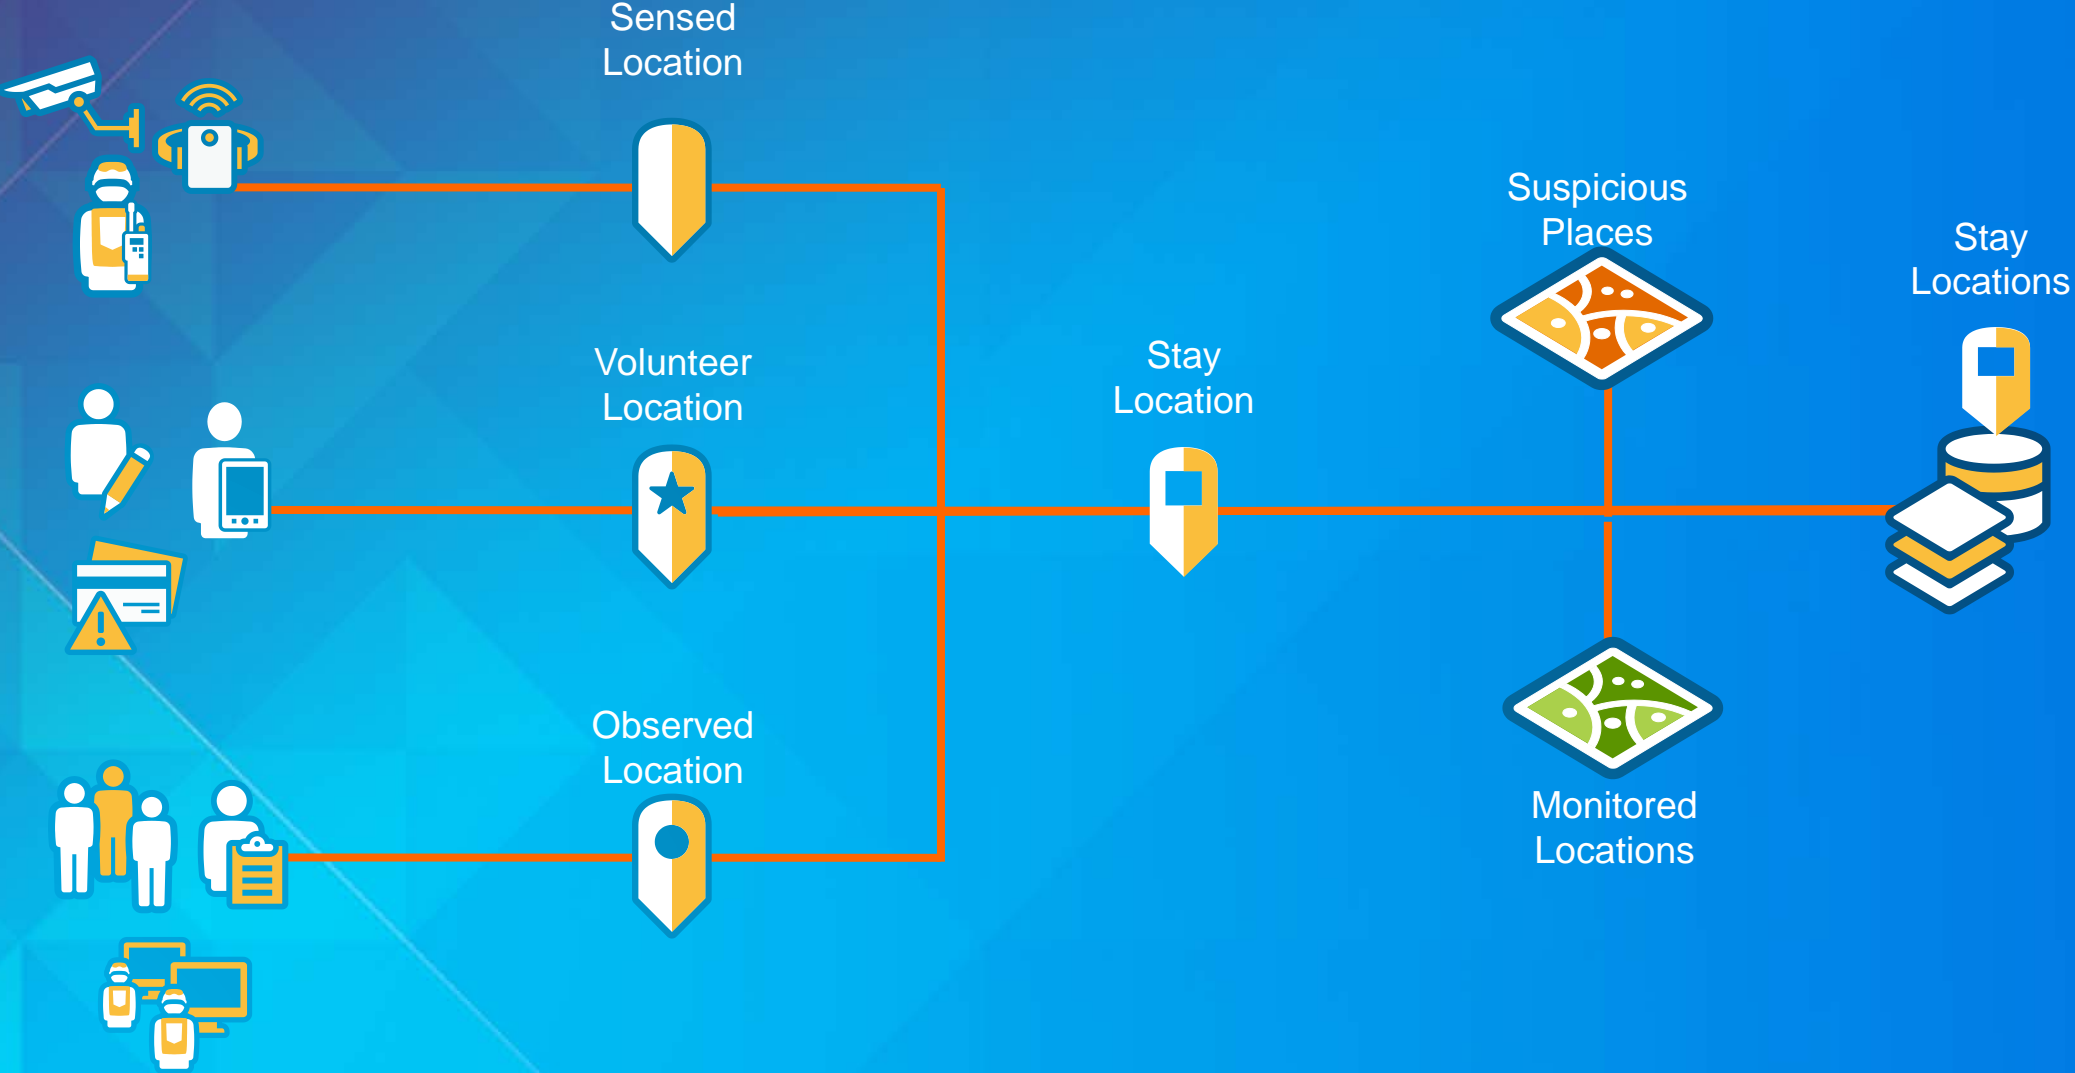 Sensed
Location
Volunteer
Location
Observed
Location
Stay
Location
Suspicious
Places
Monitored
Locations
Stay
Locations